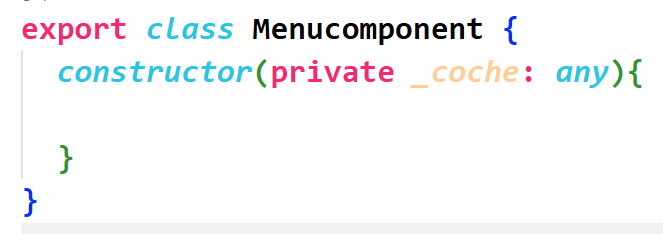 export class Menucomponent {
constructor(private _coche: any){
}
}